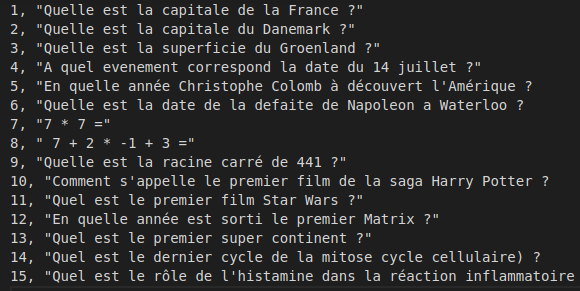 1, "Quelle est la capitale de la France ?"
2, "Quelle est la capitale du Danemark ?"
3, "Quelle est la superficie du Groenland ?"
4, "A quel evenement correspond la date du 14 juillet ?"
5, "En quelle année Christophe Colomb à découvert l'Amérique ?
6, "Quelle est la date de la defaite de Napoleon a Waterloo ?
7, "7 * 7 ="
8, " 7 + 2 * -1 + 3 ="
9, "Quelle est la racine carré de 441 ?"
10, "Comment s'appelle le premier film de la saga Harry Potter ?
11, "Quel est le premier film Star Wars ?"
12, "En quelle année est sorti le premier Matrix ?"
13, "Quel est le premier super continent ?"
14, "Quel est le dernier cycle de la mitose cycle cellulaire) ?
15, "Quel est le rôle de l'histamine dans la réaction inflammatoire